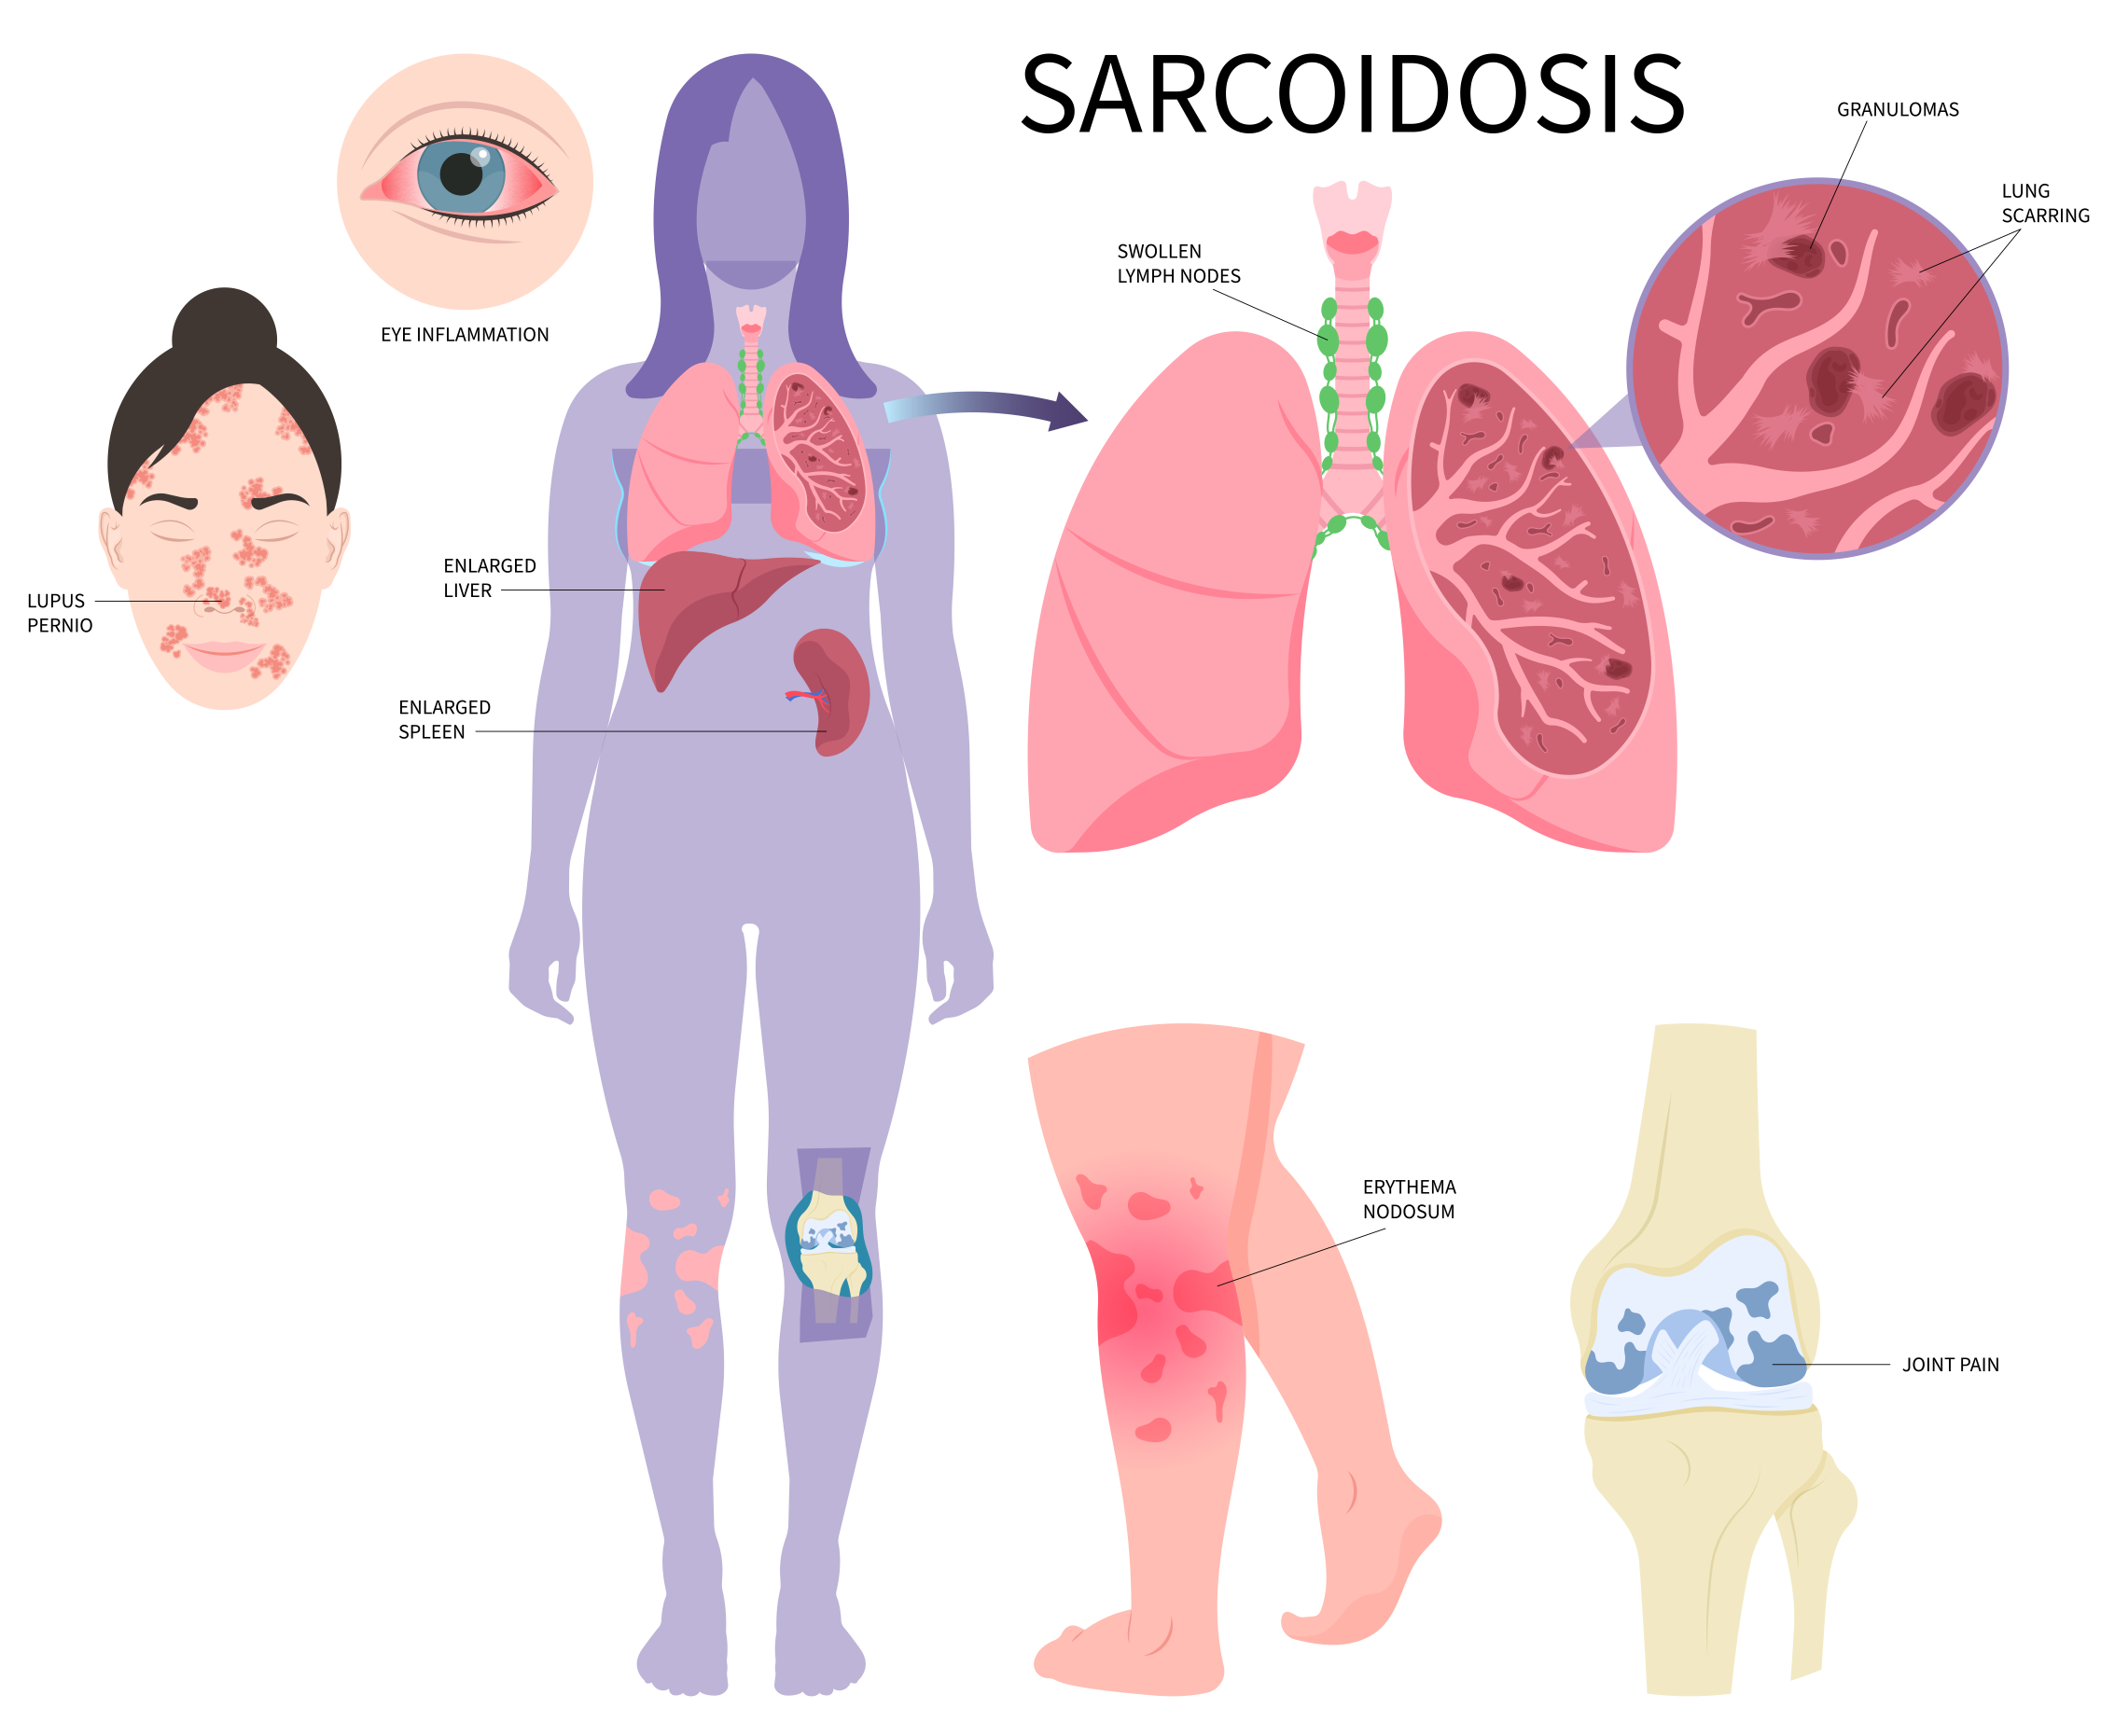 SARCOIDOSIS
GRANULOMAS
LUNG
SCARRING
SWOLLEN
LYMPH NODES
EYE INFLAMMATION
ENLARGED
LIVER
LUPUS
PERNIO
ENLARGED
SPLEEN
ERYTHEMA
NODOSUM
JOINT PAIN